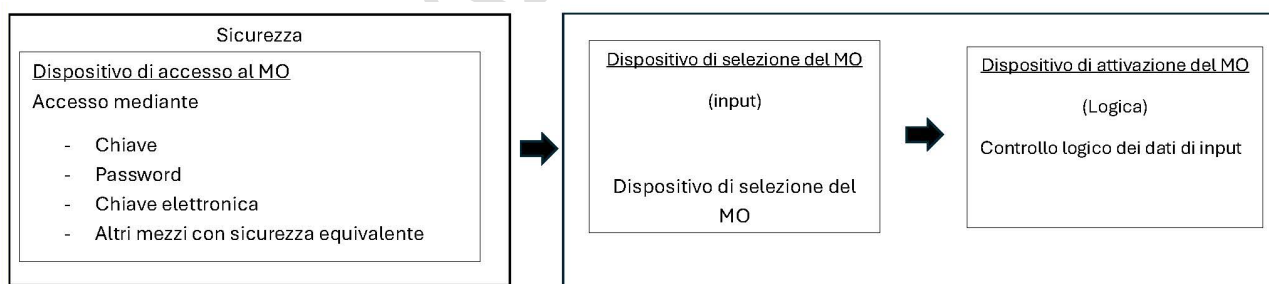 Sicurezza
Dispositivo di accesso al MO
Accesso mediante
- Chiave
- Password
- Chiave elettronica
- Altri mezzi con sicurezza equivalente
Dispositivo di selezione del MO
(input)
Dispositivo di selezione del
MO
Dispositivo di attivazione del MO
(Logica)
Controllo logico dei dati di input